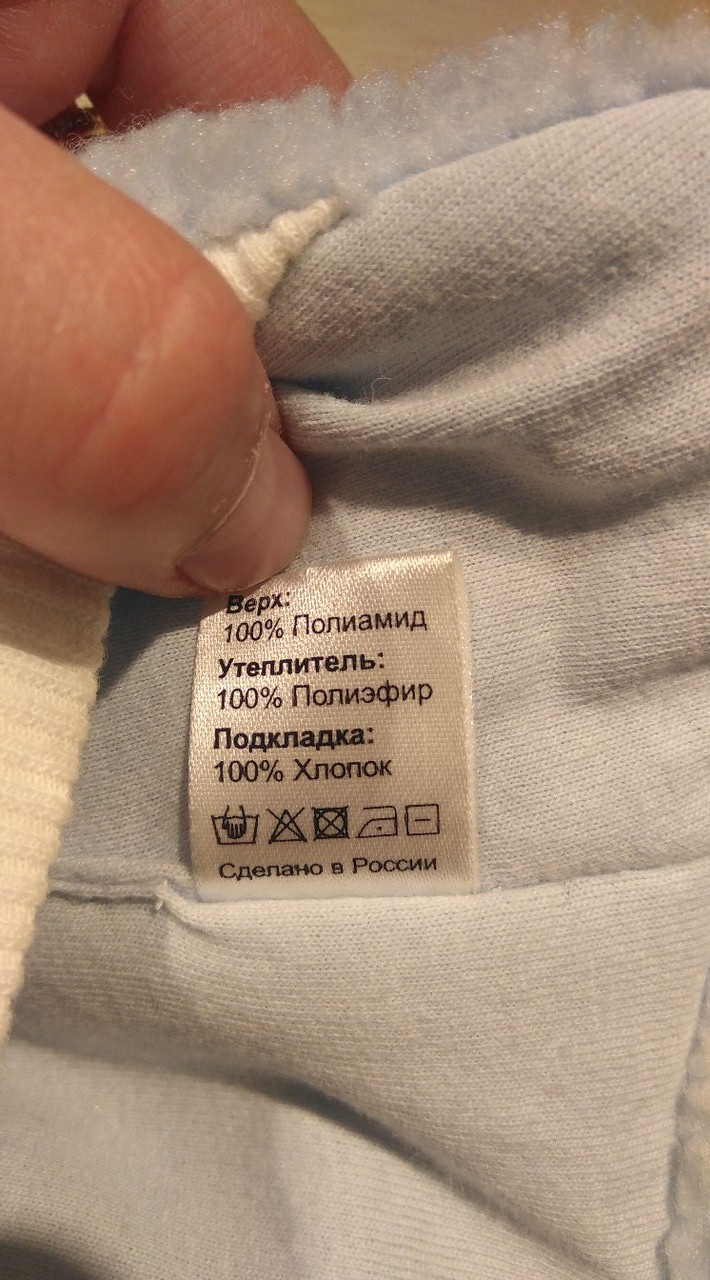 Верх:
100% Полиамид
Утеплитель:
100% Полиэфир
Подкладка:
100% Хлопок
Сделано в России